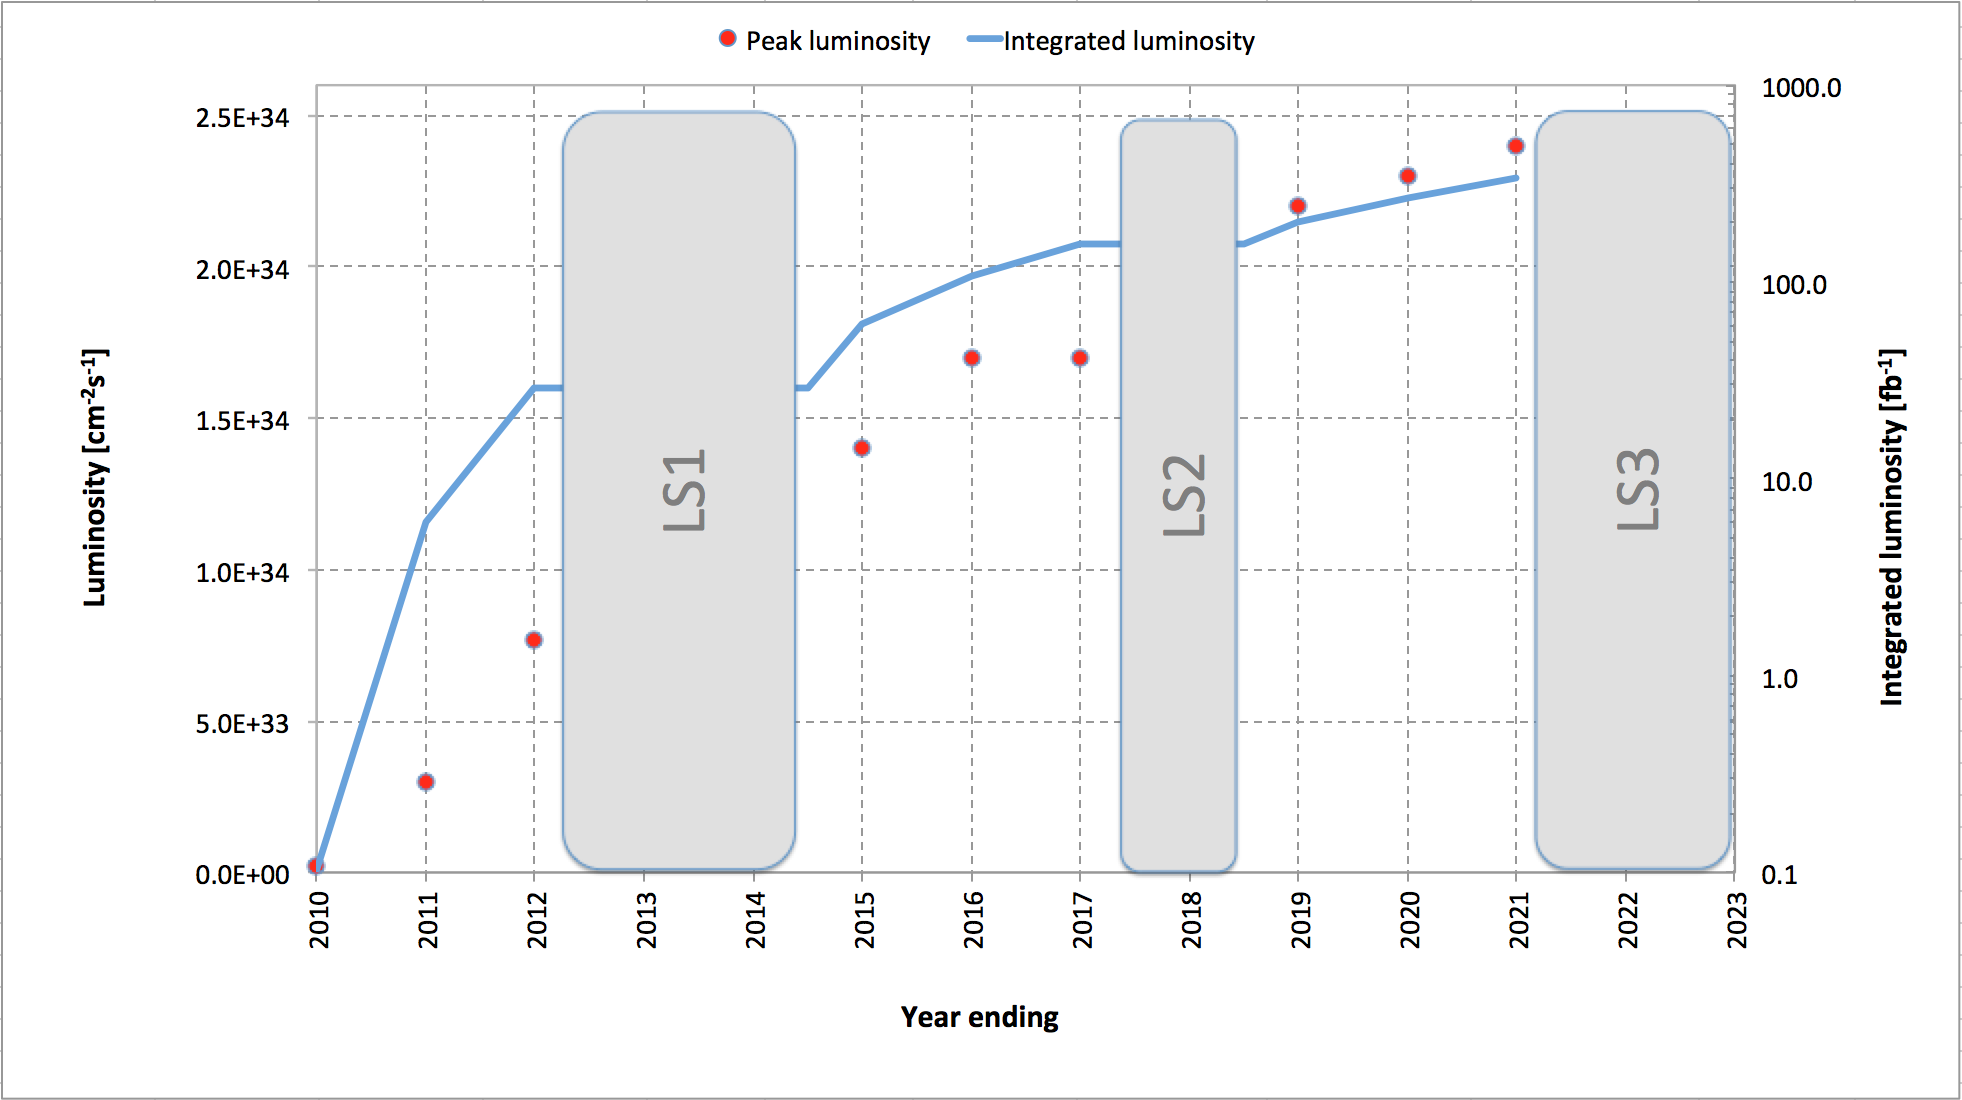 Peak luminosity
Integrated luminosity
2.5E+34
2.0E+34
1.5E+34
1.0E+34
5.0E+33
0.0E+00
Luminosity [cm-2s-1]
LS1
LS2
LS3
1000.0
100.0
10.0
1.0
0.1
Integrated luminosity [fb-1]
2010
2011
2012
2013
2014
2015
2016
2017
2018
2019
2020
2021
2022
2023
Year ending